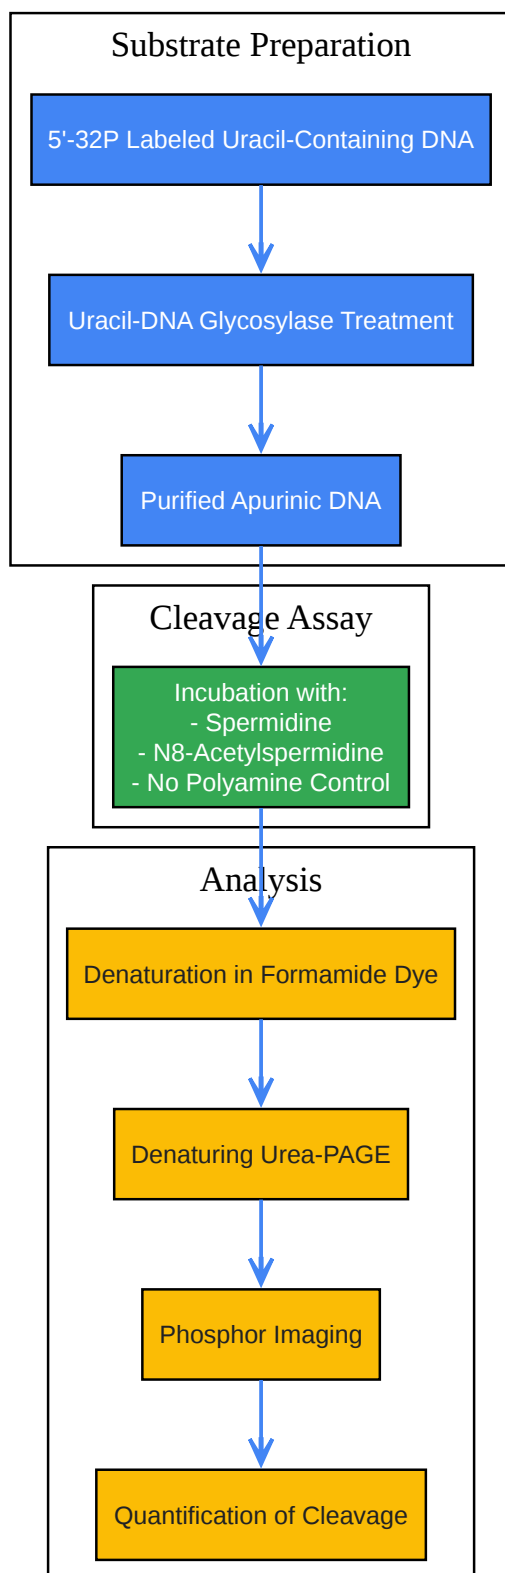 Substrate Preparation
5'-32P Labeled Uracil-Containing DNA
Uracil-DNA Glycosylase Treatment
Purified Apurinic DNA
Cleavage Assay
Incubation with:
- Spermidine
- N8-Acetylspermidine
- No Polyamine Control
Analysis
Denaturation in Formamide Dye
Denaturing Urea-PAGE
Phosphor Imaging
Quantification of Cleavage